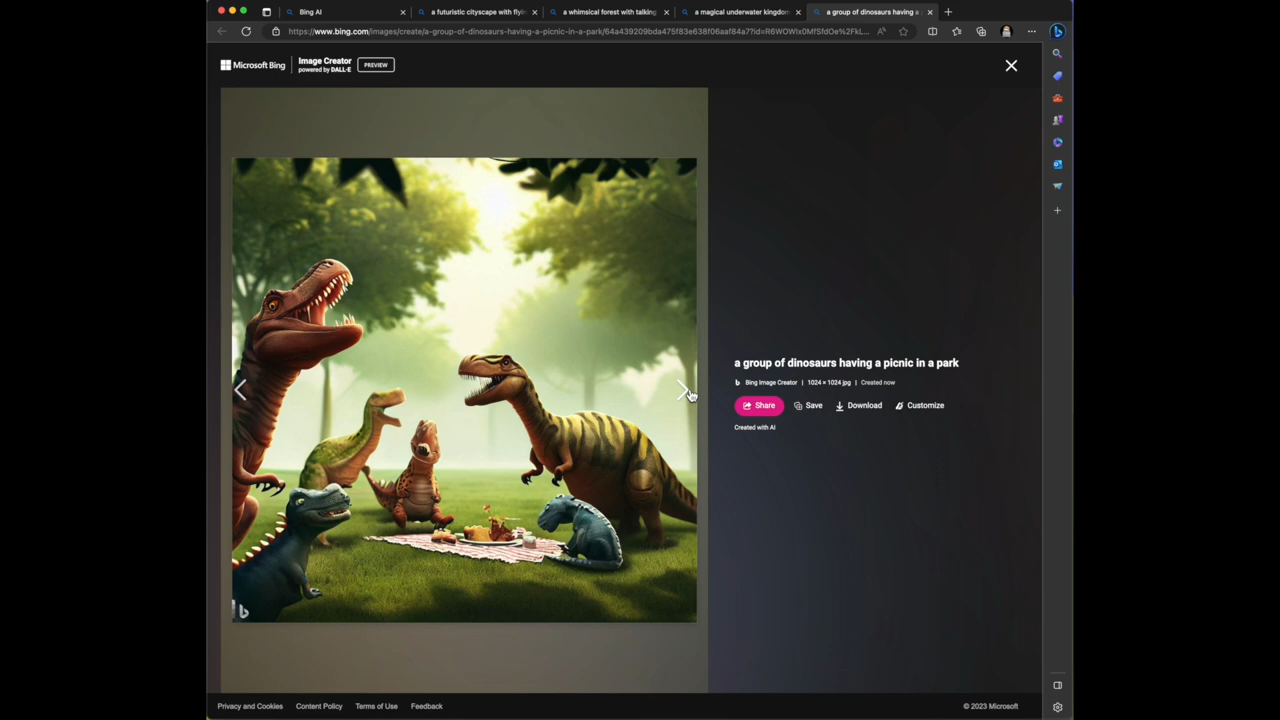 Bing AI
a futuristic cityscape with flyin
a whimsical forest with talking
a magical underwater kingdom
a group of dinosaurs having a
https://www.bing.com/images/create/a-group-of-dinosaurs-having-a-picnic-in-a-park/
Microsoft Bing
Image Creator
powered by DALL·E
PREVIEW
a group of dinosaurs having a picnic in a park
Bing Image Creator | 1024 × 1024 jpg | Created now
Share Save Download Customize
Created with AI
Privacy and Cookies Content Policy Terms of Use Feedback © 2023 Microsoft